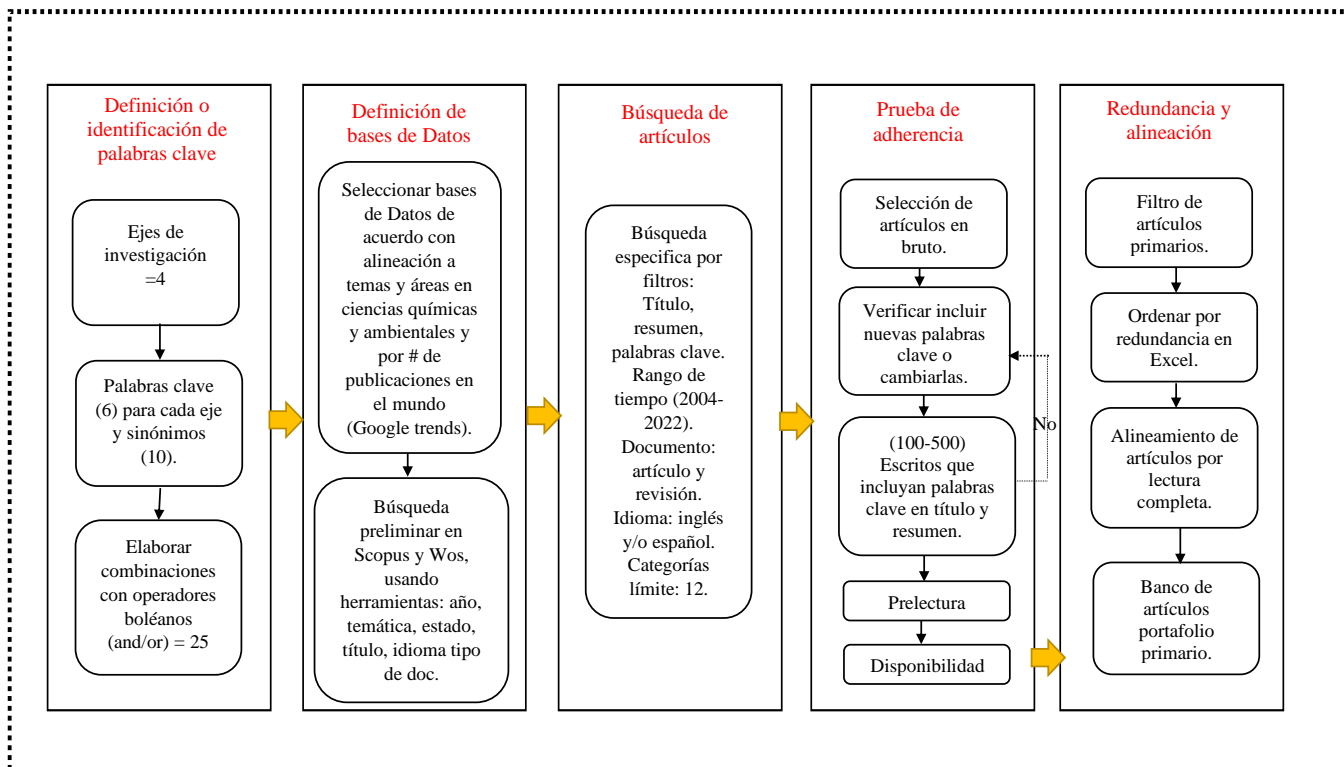 Definición o
identificación de
palabras clave
Ejes de
investigación
=4
Palabras clave
(6) para cada eje
y sinónimos
(10).
Elaborar
combinaciones
con operadores
boléanos
(and/or) = 25
Definición de
bases de Datos
Seleccionar bases
de Datos de
acuerdo con
alineación a
temas y áreas en
ciencias químicas
y ambientales y
por # de
publicaciones en
el mundo
(Google trends).
Búsqueda
preliminar en
Scopus y Wos,
usando
herramientas: año,
temática, estado,
título, idioma tipo
de doc.
Búsqueda de
artículos
Búsqueda
especifica por
filtros:
Título,
resumen,
palabras clave.
Rango de
tiempo (2004-
2022).
Documento:
artículo y
revisión.
Idioma: inglés
y/o español.
Categorías
límite: 12.
Prueba de
adherencia
Selección de
artículos en
bruto.
Verificar incluir
nuevas palabras
clave o
cambiarlas.
(100-500)
Escritos que
incluyan palabras
clave en título y
resumen.
No
Prelectura
Disponibilidad
Redundancia y
alineación
Filtro de
artículos
primarios.
Ordenar por
redundancia en
Excel.
Alineamiento de
artículos por
lectura
completa.
Banco de
artículos
portafolio
primario.